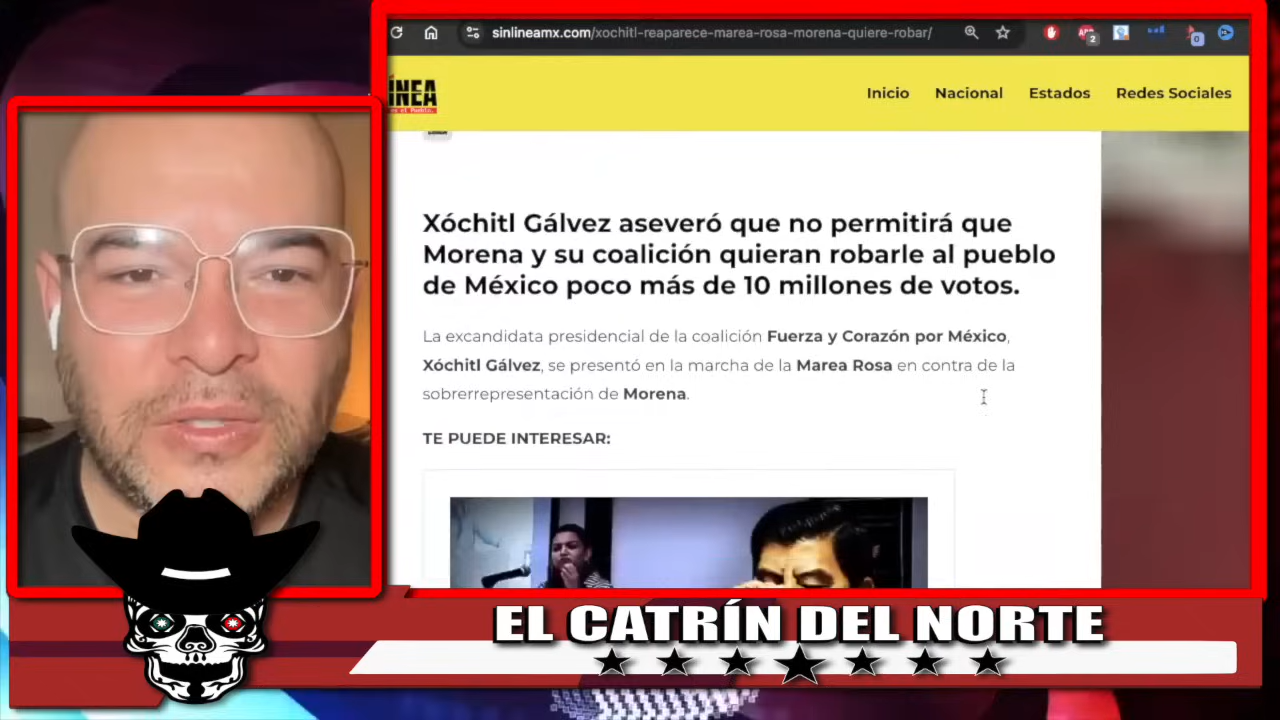 sinlineamx.com/xochitl-reaparece-marea-rosa-morena-quiere-robar/
2
0
ÍNEA
Inicio Nacional Estados Redes Sociales
Xóchitl Gálvez aseveró que no permitirá que
Morena y su coalición quieran robarle al pueblo
de México poco más de 10 millones de votos.
La excandidata presidencial de la coalición Fuerza y Corazón por México,
Xóchitl Gálvez, se presentó en la marcha de la Marea Rosa en contra de la
sobrerrepresentación de Morena.
TE PUEDE INTERESAR:
EL CATRÍN DEL NORTE